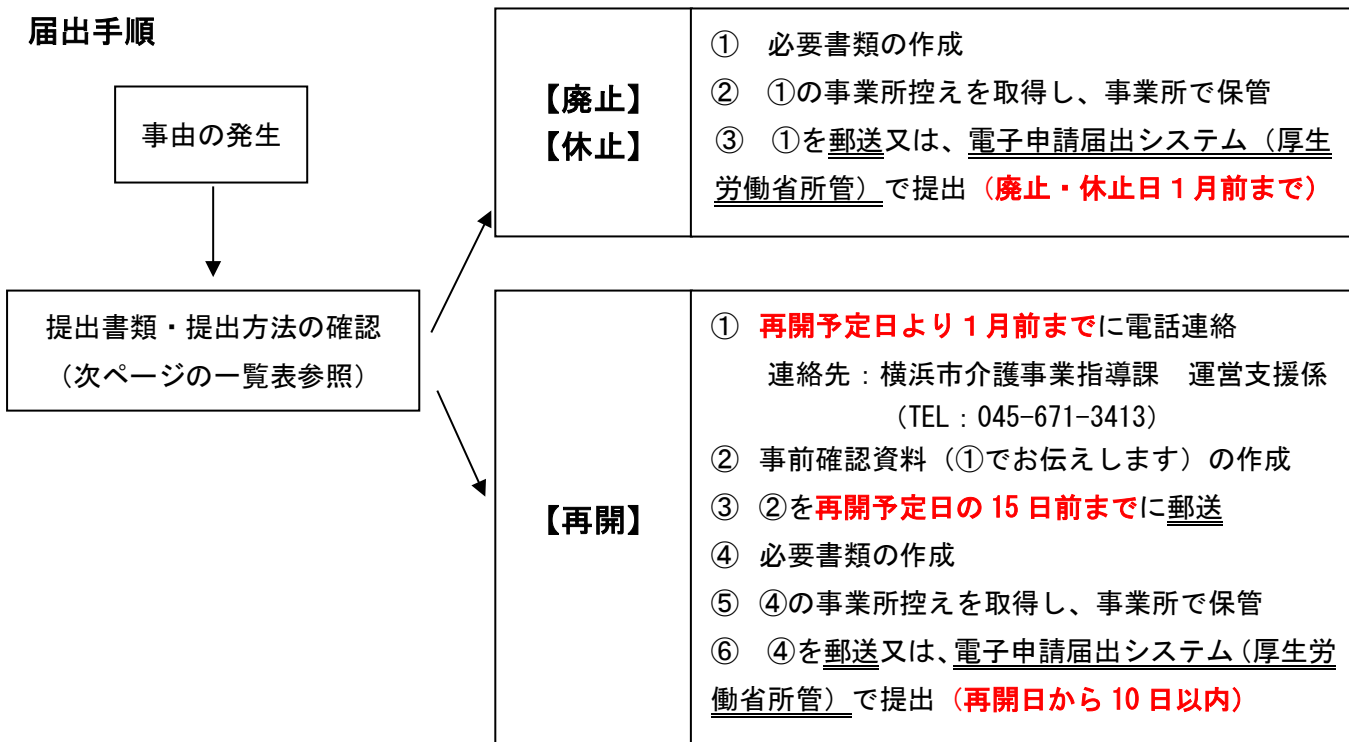 届出手順
事由の発生
提出書類・提出方法の確認
(次ページの一覧表参照)
【廃止】
【休止】
① 必要書類の作成
② ①の事業所控えを取得し、事業所で保管
③ ①を郵送又は、電子申請届出システム(厚生
労働省所管)で提出(廃止・休止日1月前まで)
【再開】
① 再開予定日より1月前までに電話連絡
連絡先:横浜市介護事業指導課 運営支援係
(TEL:045-671-3413)
② 事前確認資料(①でお伝えします)の作成
③ ②を再開予定日の15日前までに郵送
④ 必要書類の作成
⑤ ④の事業所控えを取得し、事業所で保管
⑥ ④を郵送又は、電子申請届出システム(厚生労
働省所管)で提出(再開日から10日以内)